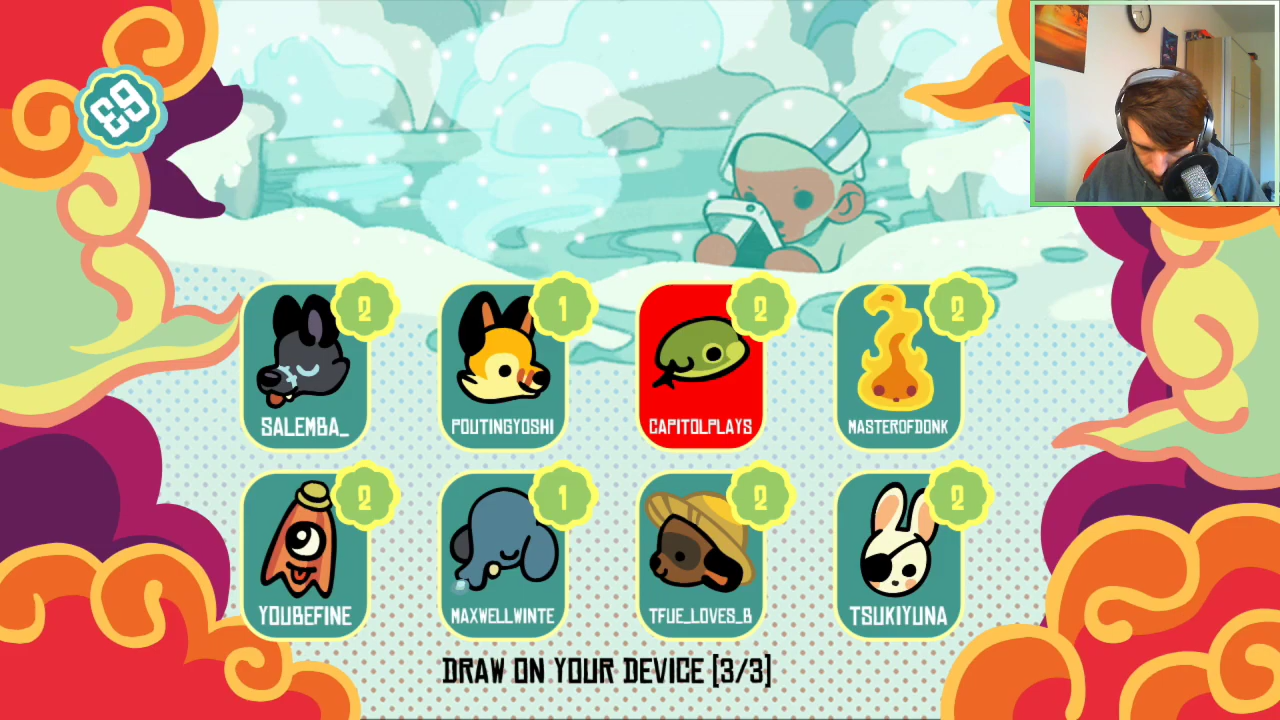 63
2
1
2
2
SALEMBA_
POUTINGYOSHI
CAPITOLPLAYS
MASTEROFDONK
2
1
2
2
YOUBEFINE
MAXWELLWINTE
TFUE_LOVES_B
TSUKIYUNA
DRAW ON YOUR DEVICE [3/3]